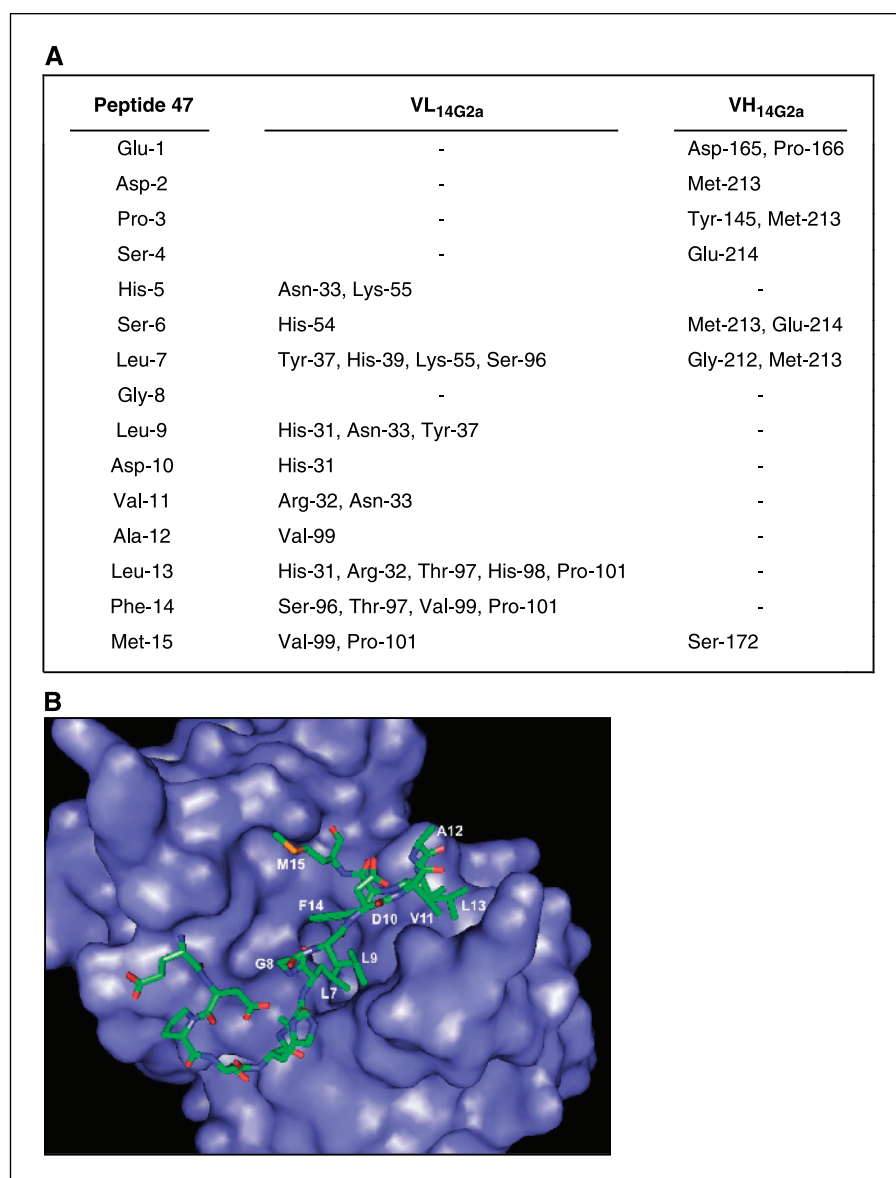 A
Peptide 47 VL14G2a VH14G2a
Glu-1 - Asp-165, Pro-166
Asp-2 - Met-213
Pro-3 - Tyr-145, Met-213
Ser-4 - Glu-214
His-5 Asn-33, Lys-55 -
Ser-6 His-54 Met-213, Glu-214
Leu-7 Tyr-37, His-39, Lys-55, Ser-96 Gly-212, Met-213
Gly-8 - -
Leu-9 His-31, Asn-33, Tyr-37 -
Asp-10 His-31 -
Val-11 Arg-32, Asn-33 -
Ala-12 Val-99 -
Leu-13 His-31, Arg-32, Thr-97, His-98, Pro-101 -
Phe-14 Ser-96, Thr-97, Val-99, Pro-101 -
Met-15 Val-99, Pro-101 Ser-172
B
A12
M15
L13
F14 D10 V11
G8 L9
L7